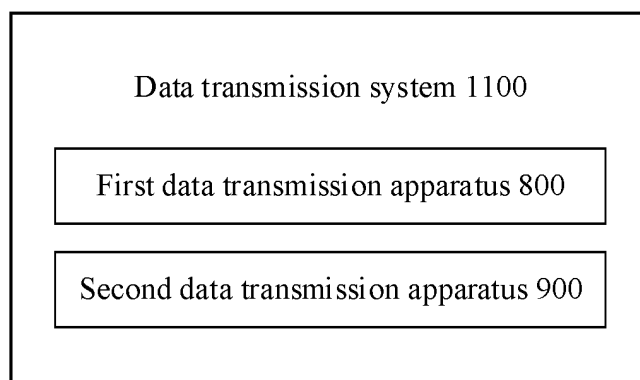 Data transmission system 1100
First data transmission apparatus 800
Second data transmission apparatus 900